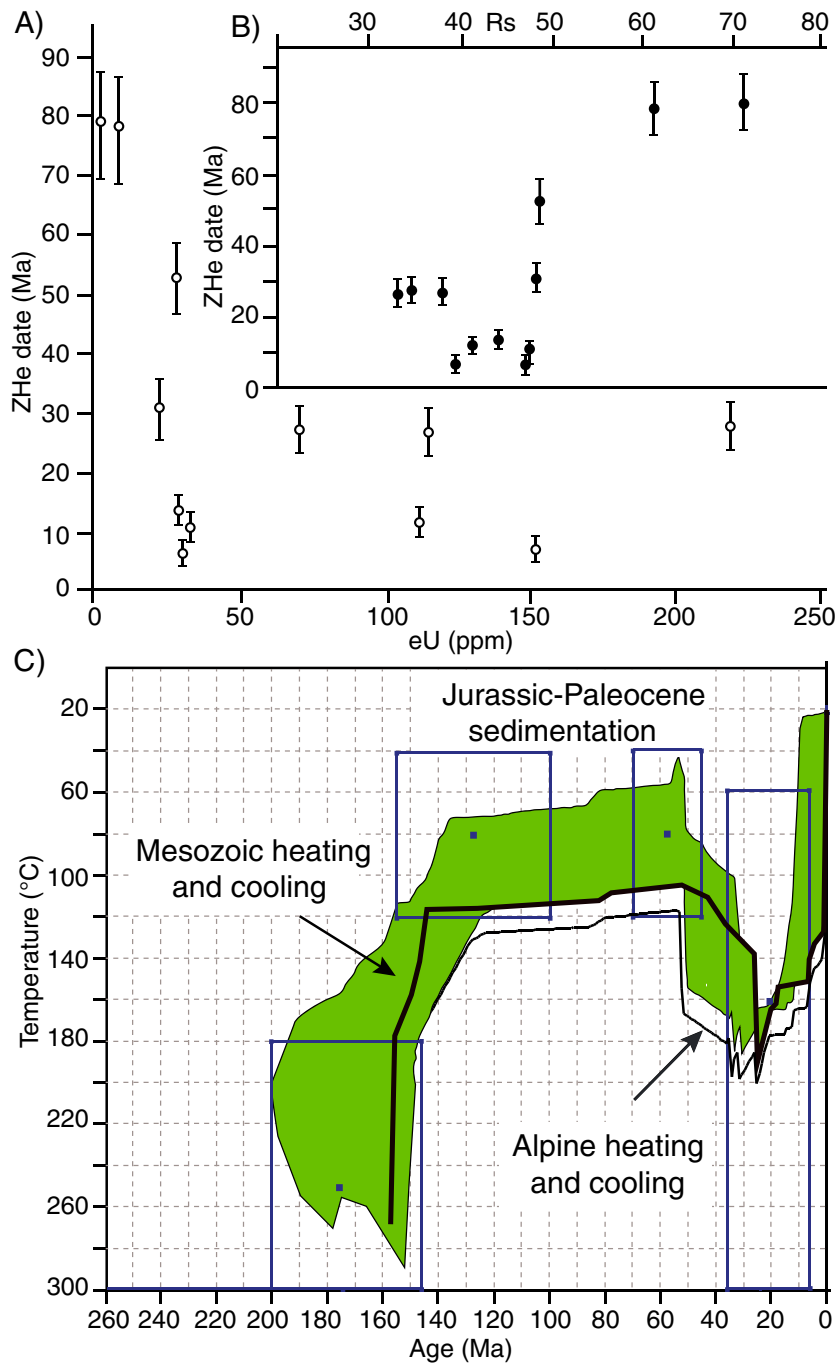 A)
B)
30 40 Rs 50 60 70 80
90
80
70
60
50
40
30
20
10
0
ZHe date (Ma)
80
60
40
20
0
ZHe date (Ma)
0 50 100 150 200 250
eU (ppm)
C)
Jurassic-Paleocene
sedimentation
Mesozoic heating
and cooling
Alpine heating
and cooling
20
60
100
140
180
220
260
300
Temperature (°C)
260 240 220 200 180 160 140 120 100 80 60 40 20 0
Age (Ma)